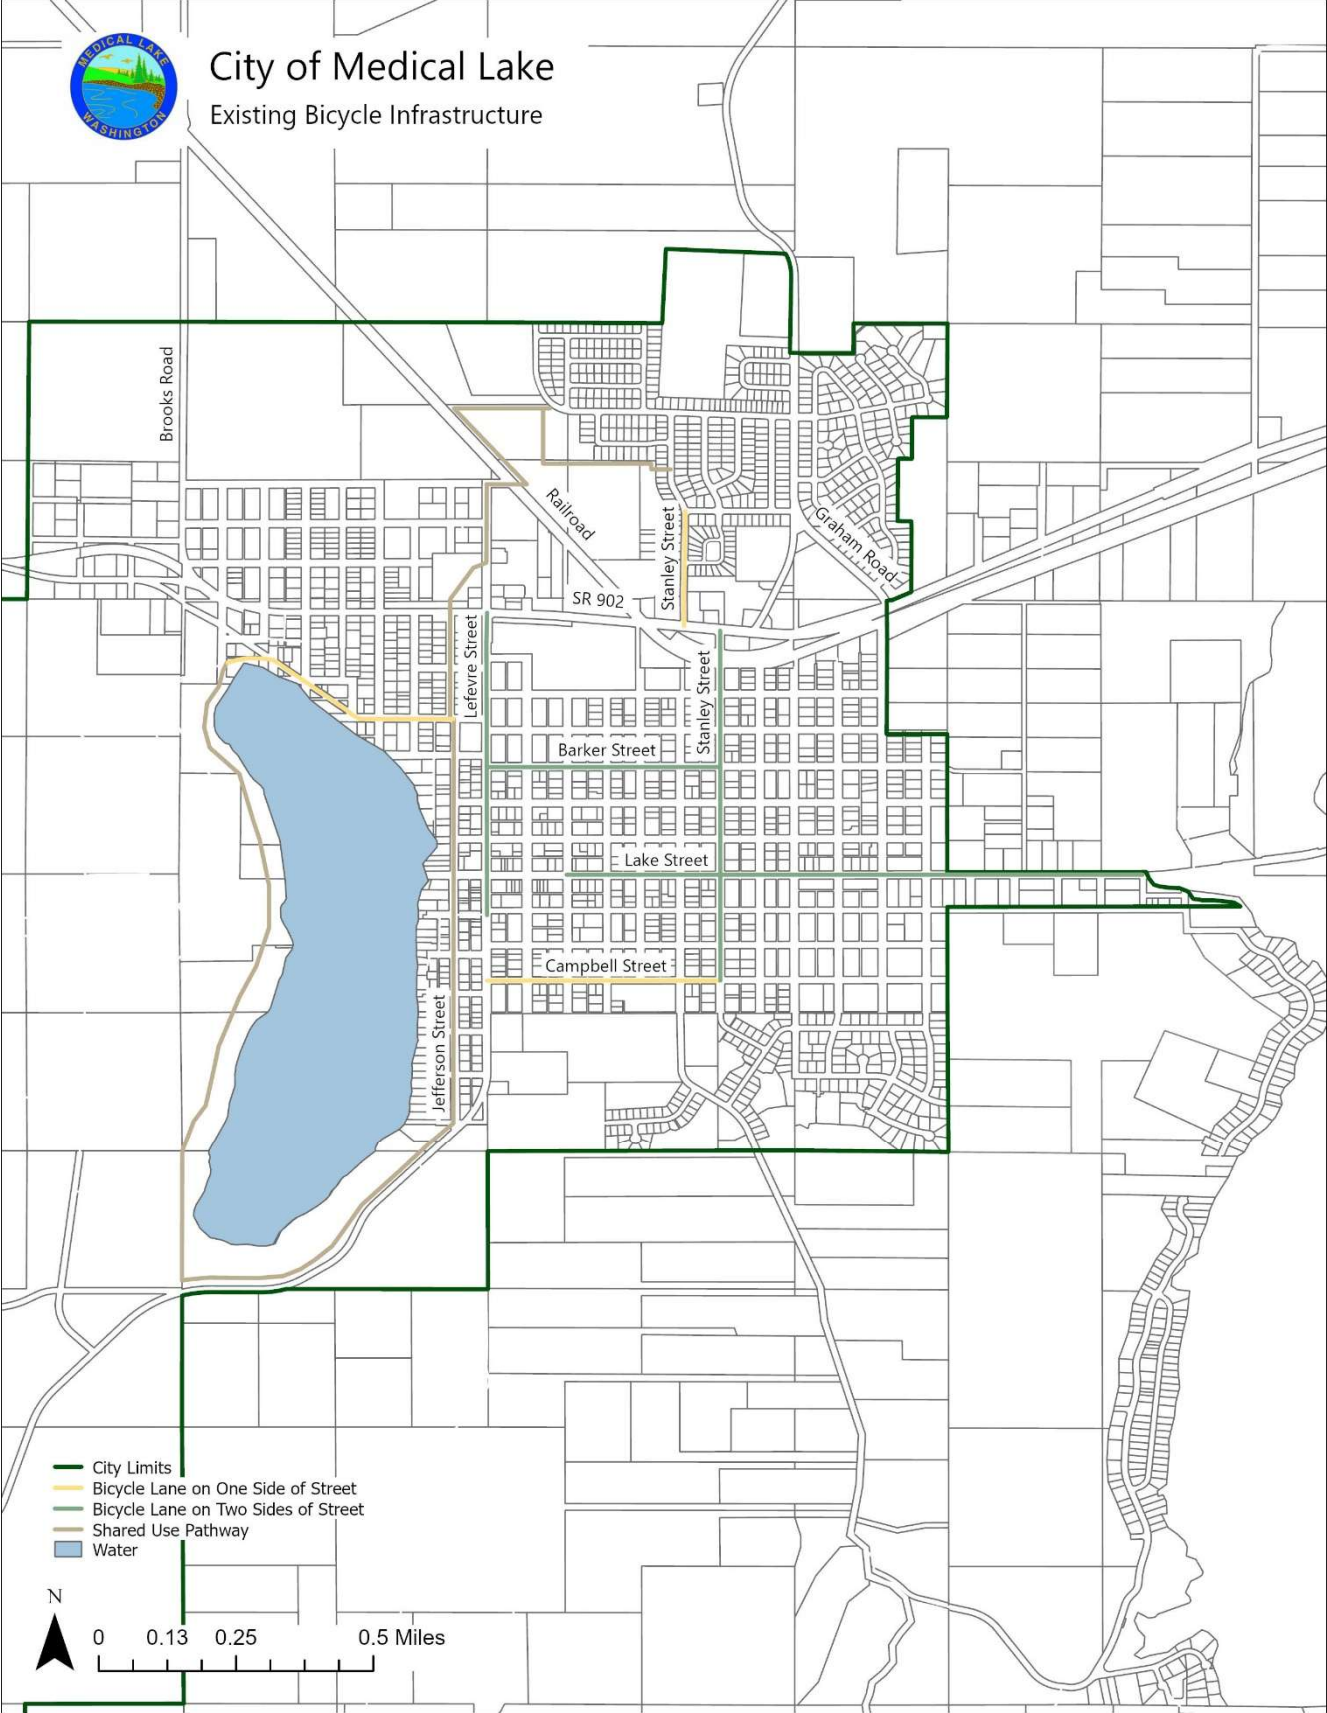 City of Medical Lake
Existing Bicycle Infrastructure
MEDICAL LAKE
WASHINGTON
Brooks Road
Railroad
Stanley Street
Graham Road
SR 902
Lefevre Street
Stanley Street
Barker Street
Lake Street
Campbell Street
Jefferson Street
City Limits
Bicycle Lane on One Side of Street
Bicycle Lane on Two Sides of Street
Shared Use Pathway
Water
N
0 0.13 0.25 0.5 Miles